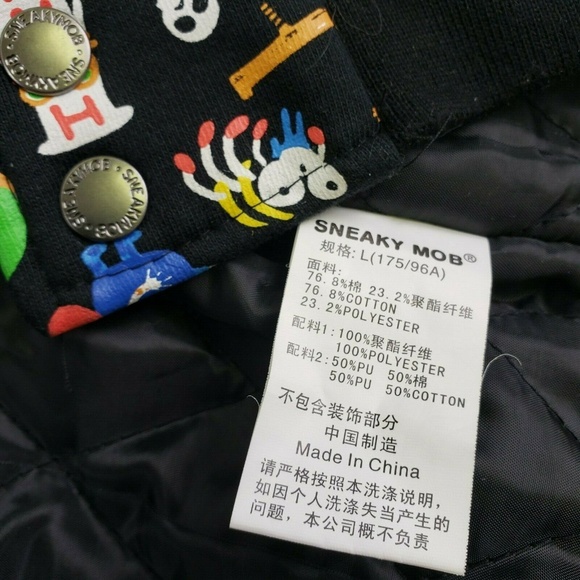 SNEAKYMOB · SNEAKYMOB ·
H
SNEAKYMOB · SNEAKYMOB ·
SNEAKY MOB®
规格: L(175/96A)
面料:
76.8%棉 23.2%聚酯纤维
76.8%COTTON
23.2%POLYESTER
配料1: 100%聚酯纤维
100%POLYESTER
配料2: 50%PU 50%棉
50%PU 50%COTTON
不包含装饰部分
中国制造
Made In China
请严格按照本洗涤说明,
如因个人洗涤失当产生的
问题, 本公司概不负责